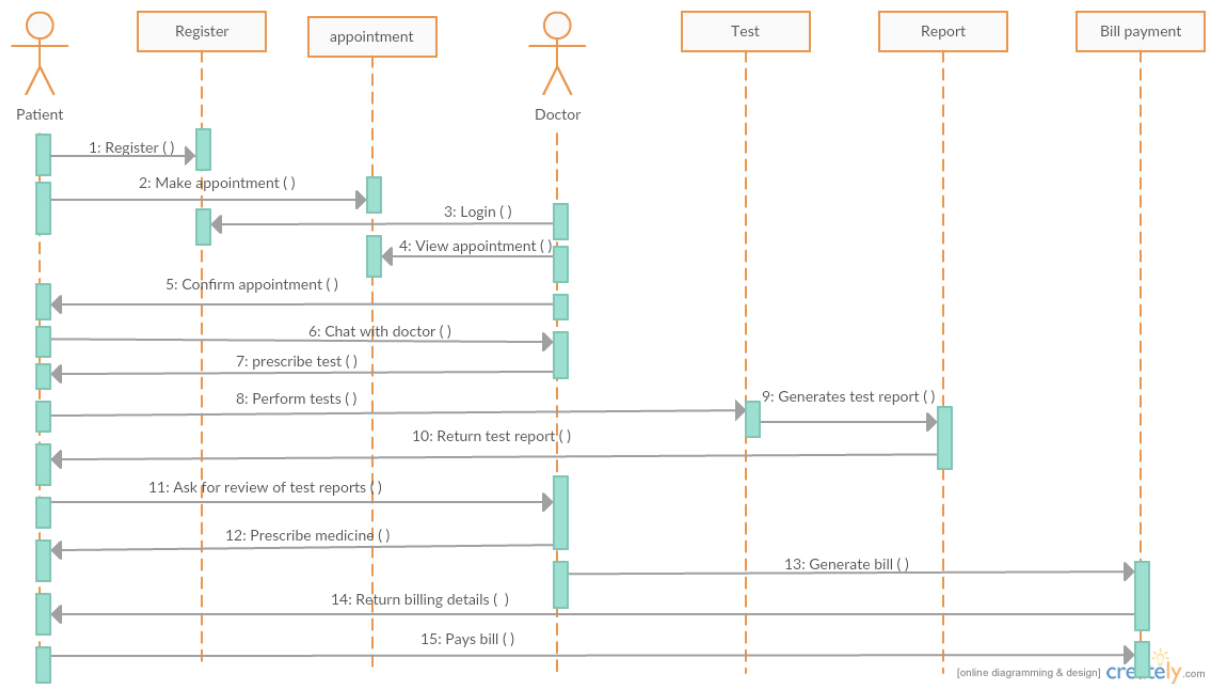 Register
appointment
Test
Report
Bill payment
Patient
Doctor
1: Register ( )
2: Make appointment ( )
3: Login ( )
4: View appointment ( )
5: Confirm appointment ( )
6: Chat with doctor ( )
7: prescribe test ( )
8: Perform tests ( )
9: Generates test report ( )
10: Return test report ( )
11: Ask for review of test reports ( )
12: Prescribe medicine ( )
13: Generate bill ( )
14: Return billing details ( )
15: Pays bill ( )
[online diagramming & design] creately.com